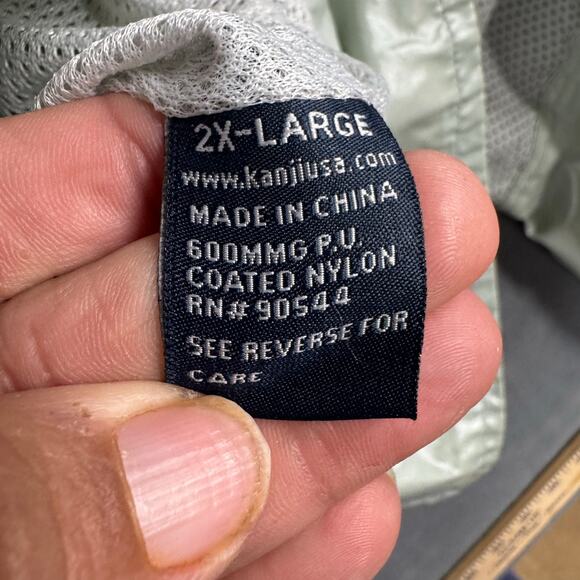 2X-LARGE
www.kanjiusa.com
MADE IN CHINA
600MMG P.U.
COATED NYLON
RN# 90544
SEE REVERSE FOR
CARE